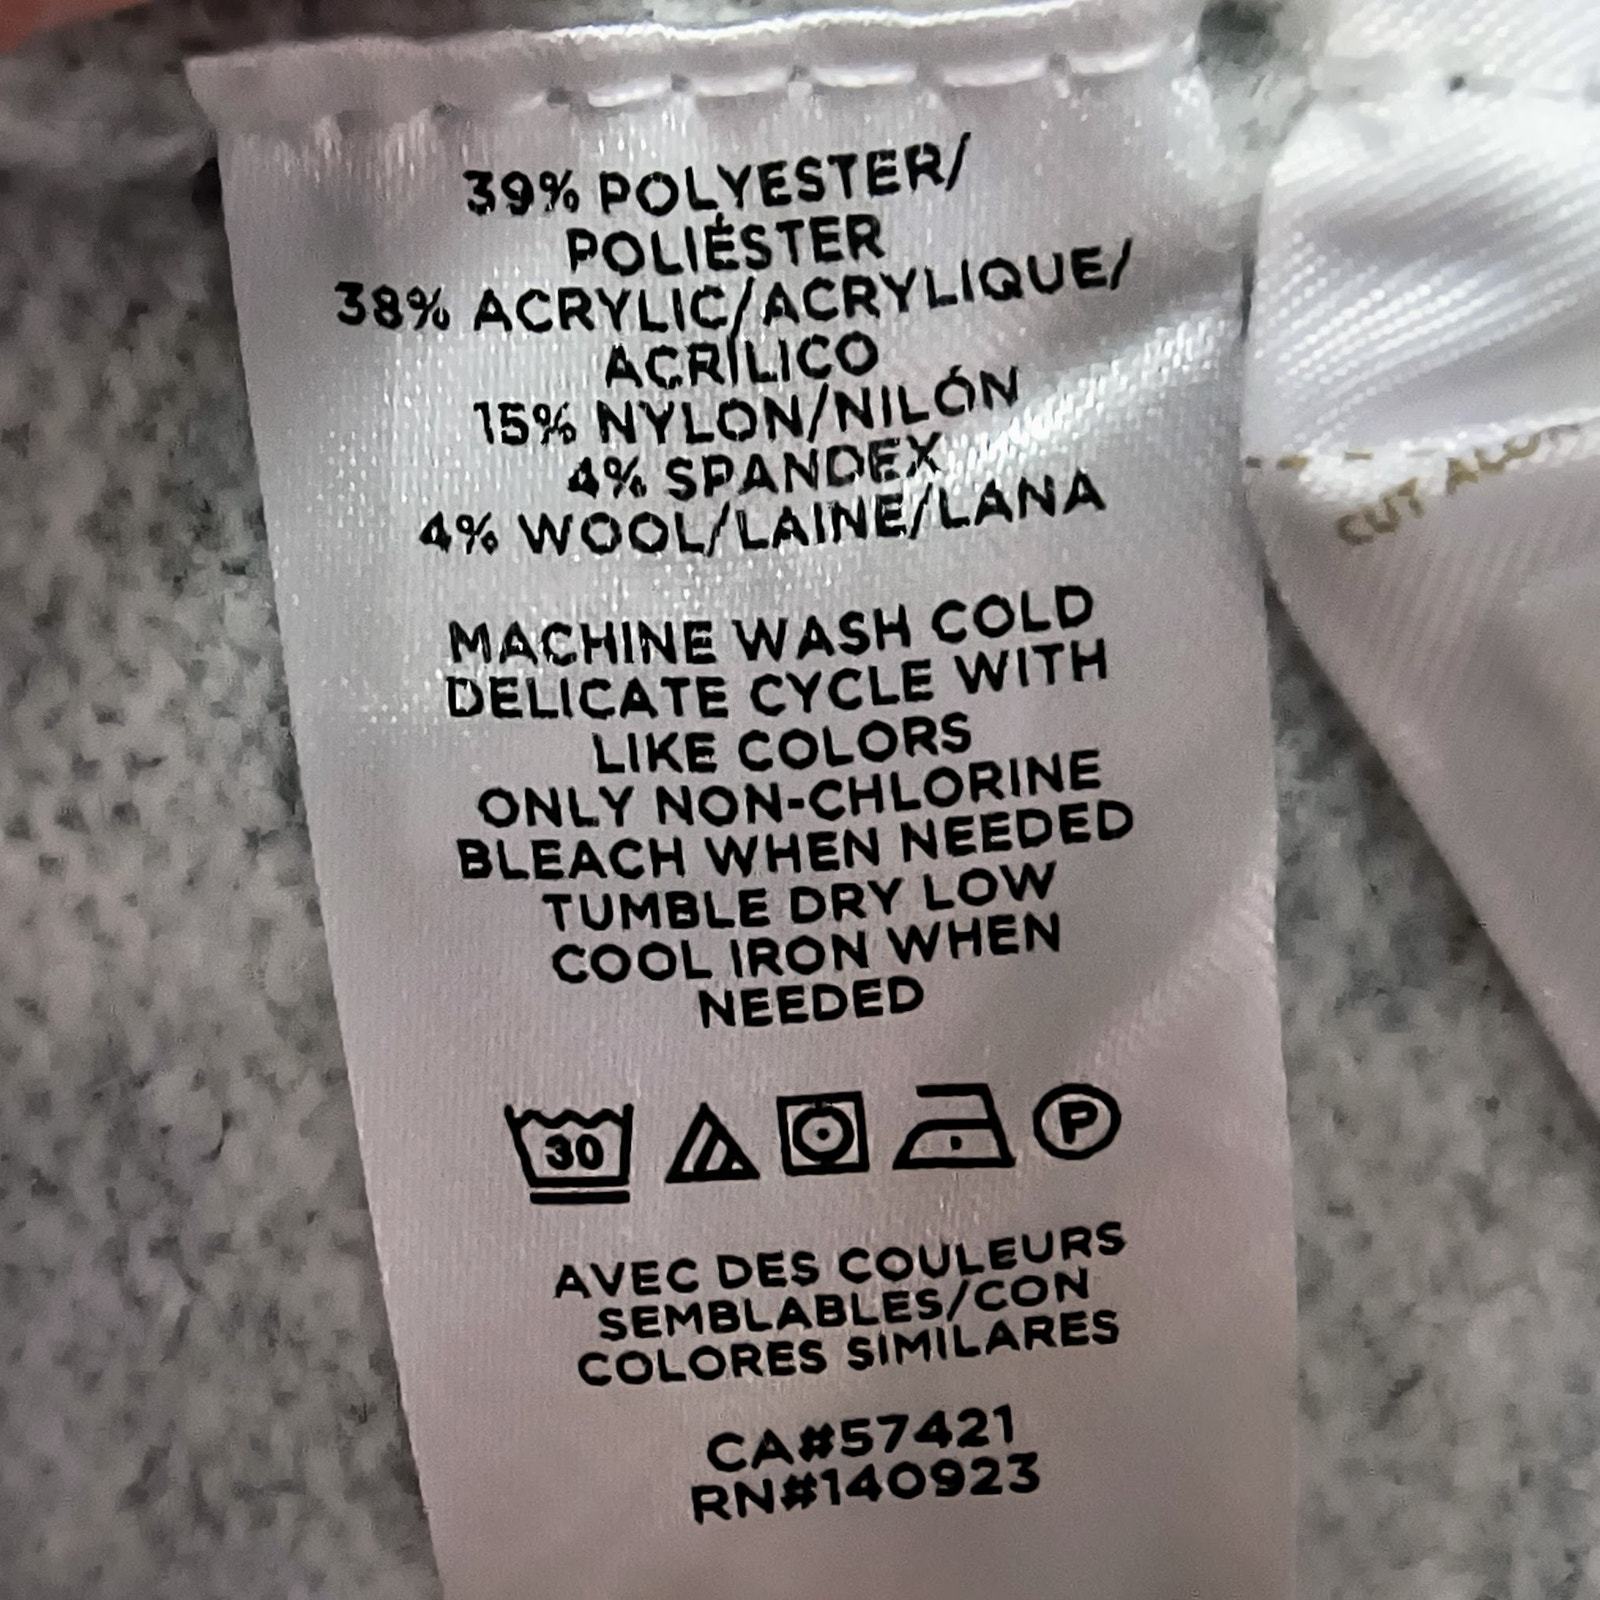 39% POLYESTER/
POLIÉSTER
38% ACRYLIC/ACRYLIQUE/
ACRÍLICO
15% NYLON/NILÓN
4% SPANDEX
4% WOOL/LAINE/LANA
MACHINE WASH COLD
DELICATE CYCLE WITH
LIKE COLORS
ONLY NON-CHLORINE
BLEACH WHEN NEEDED
TUMBLE DRY LOW
COOL IRON WHEN
NEEDED
30 P
AVEC DES COULEURS
SEMBLABLES/CON
COLORES SIMILARES
CA#57421
RN#140923
CUT